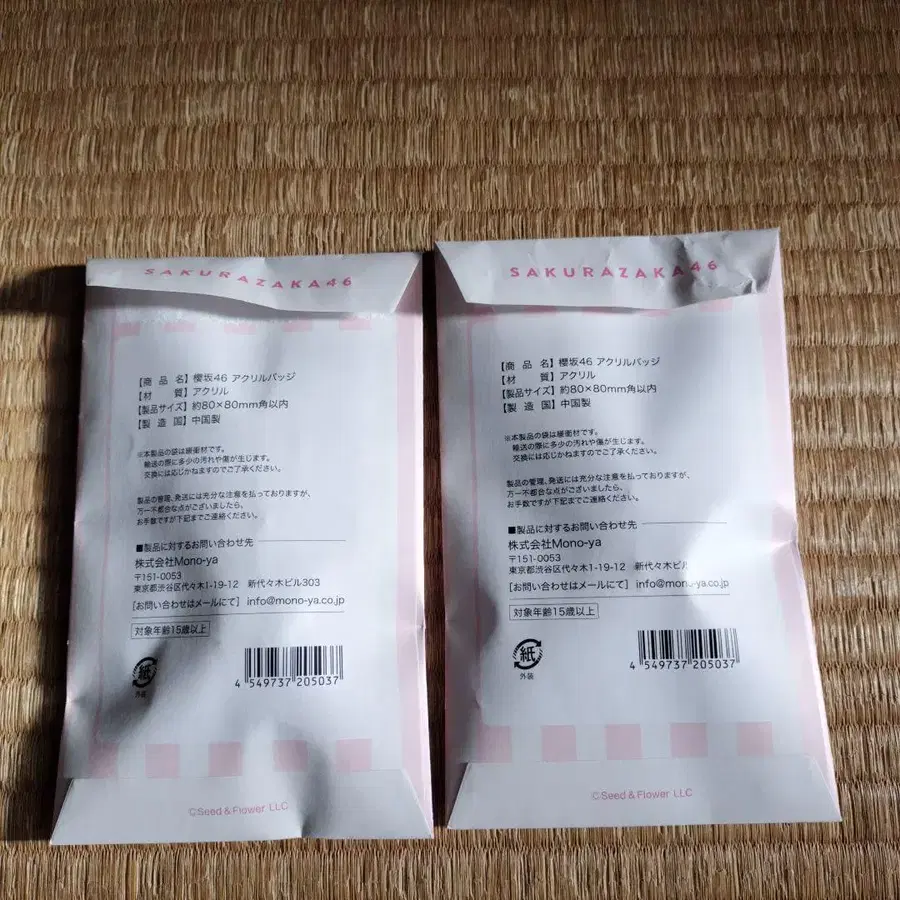 SAKURAZAKA46
【商 品 名】櫻坂46 アクリルバッジ
【材 質】アクリル
【製品サイズ】約80×80mm角以内
【製 造 国】中国製
※本製品の袋は緩衝材です。
輸送の際に多少の汚れや傷が生じます。
交換には応じかねますのでご了承ください。
製品の管理、発送には充分な注意を払っておりますが、
万一不都合な点がございましたら、
お手数ですが下記までご連絡ください。
■製品に対するお問い合わせ先
株式会社Mono-ya
〒151-0053
東京都渋谷区代々木1-19-12 新代々木ビル303
[お問い合わせはメールにて] info@mono-ya.co.jp
対象年齢15歳以上
紙
外装
4 549737 205037
©Seed & Flower LLC
SAKURAZAKA46
【商 品 名】櫻坂46 アクリルバッジ
【材 質】アクリル
【製品サイズ】約80×80mm角以内
【製 造 国】中国製
※本製品の袋は緩衝材です。
輸送の際に多少の汚れや傷が生じます。
交換には応じかねますのでご了承ください。
製品の管理、発送には充分な注意を払っておりますが、
万一不都合な点がございましたら、
お手数ですが下記までご連絡ください。
■製品に対するお問い合わせ先
株式会社Mono-ya
〒151-0053
東京都渋谷区代々木1-19-12 新代々木ビル
[お問い合わせはメールにて] info@mono-ya.co.jp
対象年齢15歳以上
紙
外装
4 549737 205037
©Seed & Flower LLC